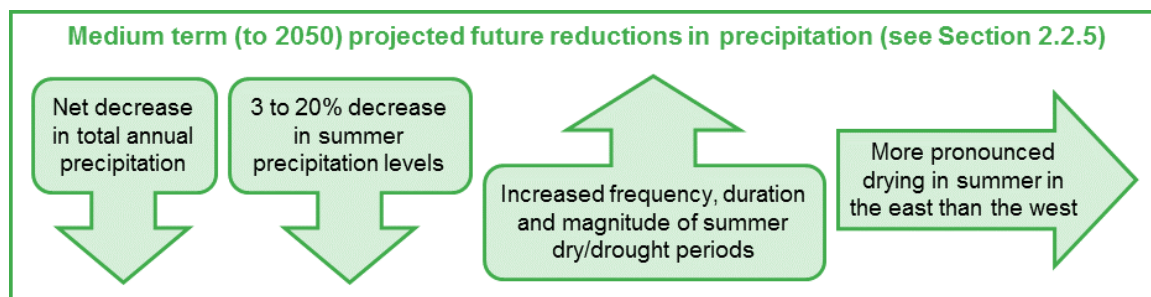 Medium term (to 2050) projected future reductions in precipitation (see Section 2.2.5)
Net decrease
in total annual
precipitation
3 to 20% decrease
in summer
precipitation levels
Increased frequency, duration
and magnitude of summer
dry/drought periods
More pronounced
drying in summer in
the east than the west